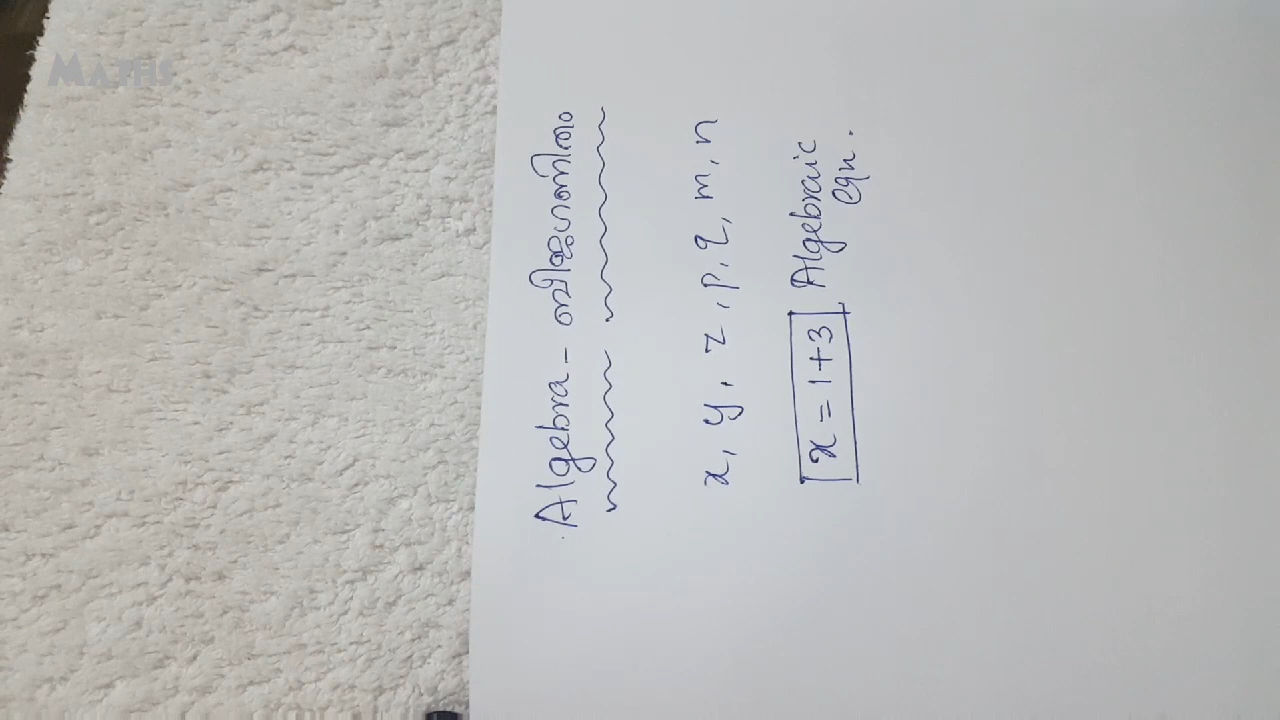 MATHS
Algebra - ബീജഗണിതം
x, y, z, p, q, m, n
x = 1+3 Algebraic
eqn.